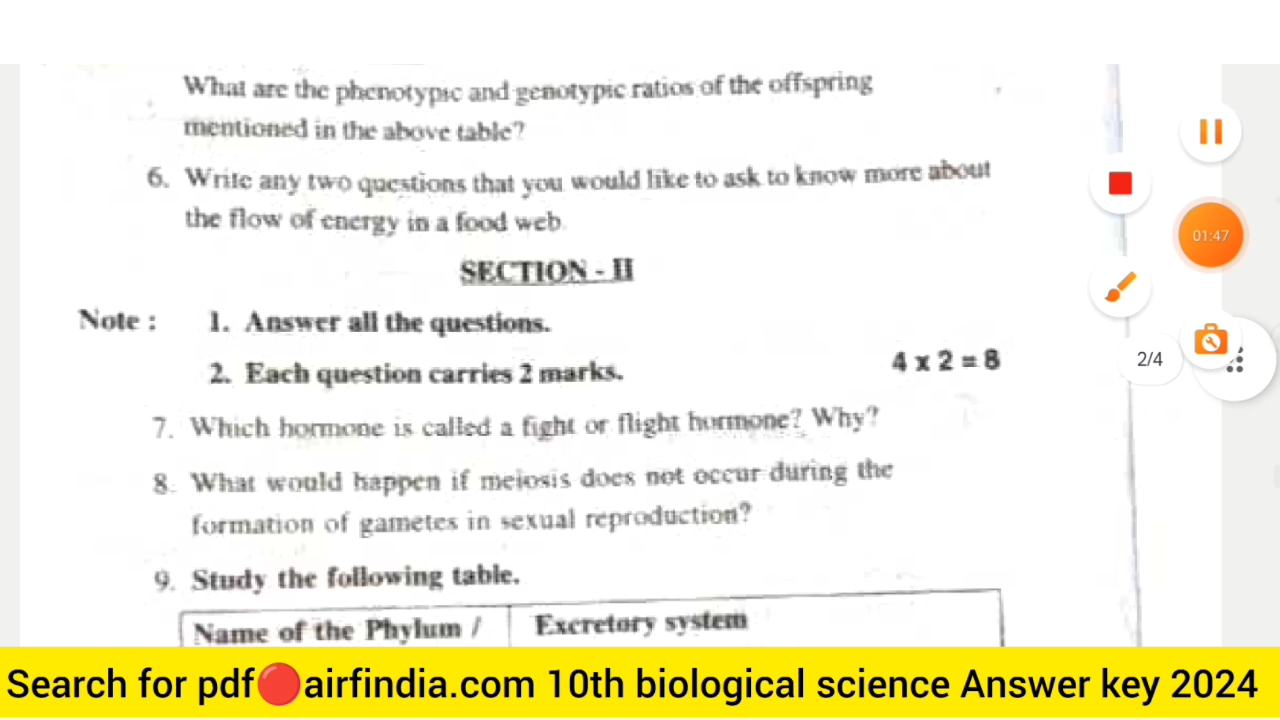 What are the phenotypic and genotypic ratios of the offspring
mentioned in the above table?
6. Write any two questions that you would like to ask to know more about
the flow of energy in a food web.
SECTION - II
Note : 1. Answer all the questions.
2. Each question carries 2 marks. 4 x 2 = 8
7. Which hormone is called a fight or flight hormone? Why?
8. What would happen if meiosis does not occur during the
formation of gametes in sexual reproduction?
9. Study the following table.
Name of the Phylum / Excretory system
01:47
2/4
Search for pdf🔴airfindia.com 10th biological science Answer key 2024